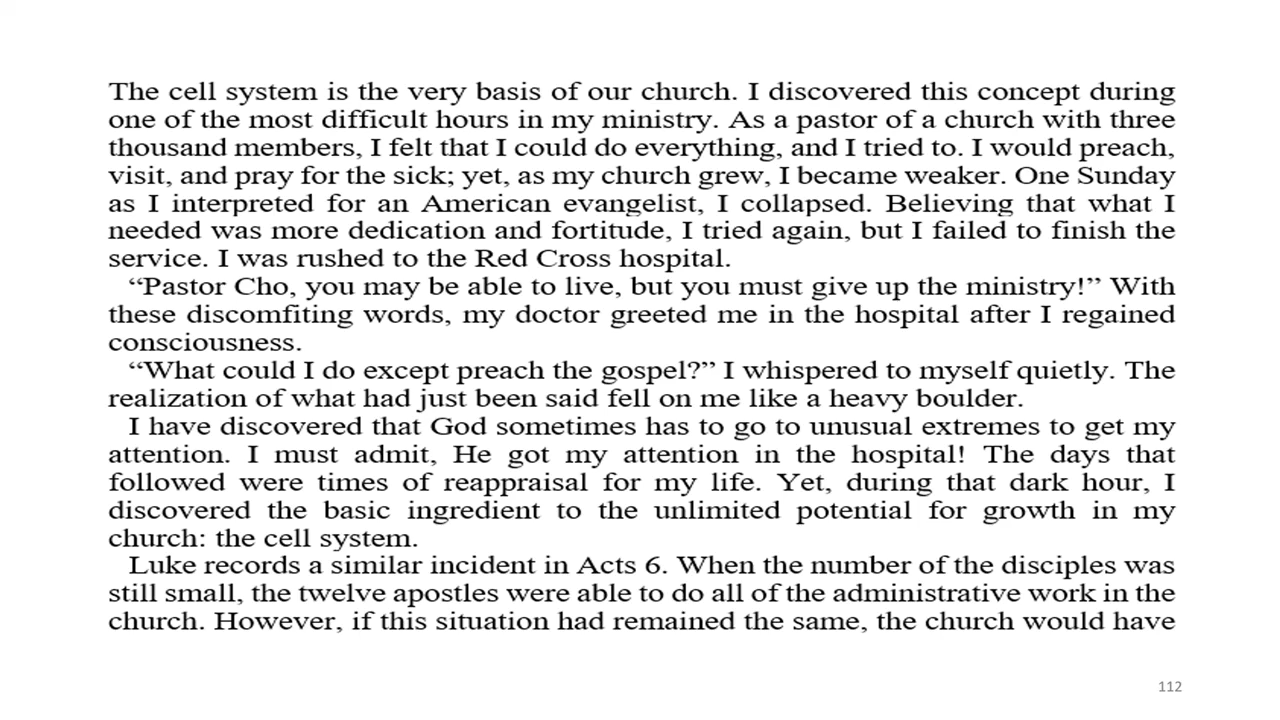 The cell system is the very basis of our church. I discovered this concept during
one of the most difficult hours in my ministry. As a pastor of a church with three
thousand members, I felt that I could do everything, and I tried to. I would preach,
visit, and pray for the sick; yet, as my church grew, I became weaker. One Sunday
as I interpreted for an American evangelist, I collapsed. Believing that what I
needed was more dedication and fortitude, I tried again, but I failed to finish the
service. I was rushed to the Red Cross hospital.
“Pastor Cho, you may be able to live, but you must give up the ministry!” With
these discomfiting words, my doctor greeted me in the hospital after I regained
consciousness.
“What could I do except preach the gospel?” I whispered to myself quietly. The
realization of what had just been said fell on me like a heavy boulder.
I have discovered that God sometimes has to go to unusual extremes to get my
attention. I must admit, He got my attention in the hospital! The days that
followed were times of reappraisal for my life. Yet, during that dark hour, I
discovered the basic ingredient to the unlimited potential for growth in my
church: the cell system.
Luke records a similar incident in Acts 6. When the number of the disciples was
still small, the twelve apostles were able to do all of the administrative work in the
church. However, if this situation had remained the same, the church would have
112